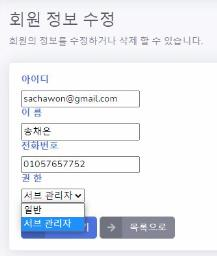 회원 정보 수정
회원의 정보를 수정하거나 삭제 할 수 있습니다.
아이디
sachawon@gmail.com
이 름
송채은
전화번호
01057657752
권 한
서브 관리자
일반
서브 관리자
기
목록으로